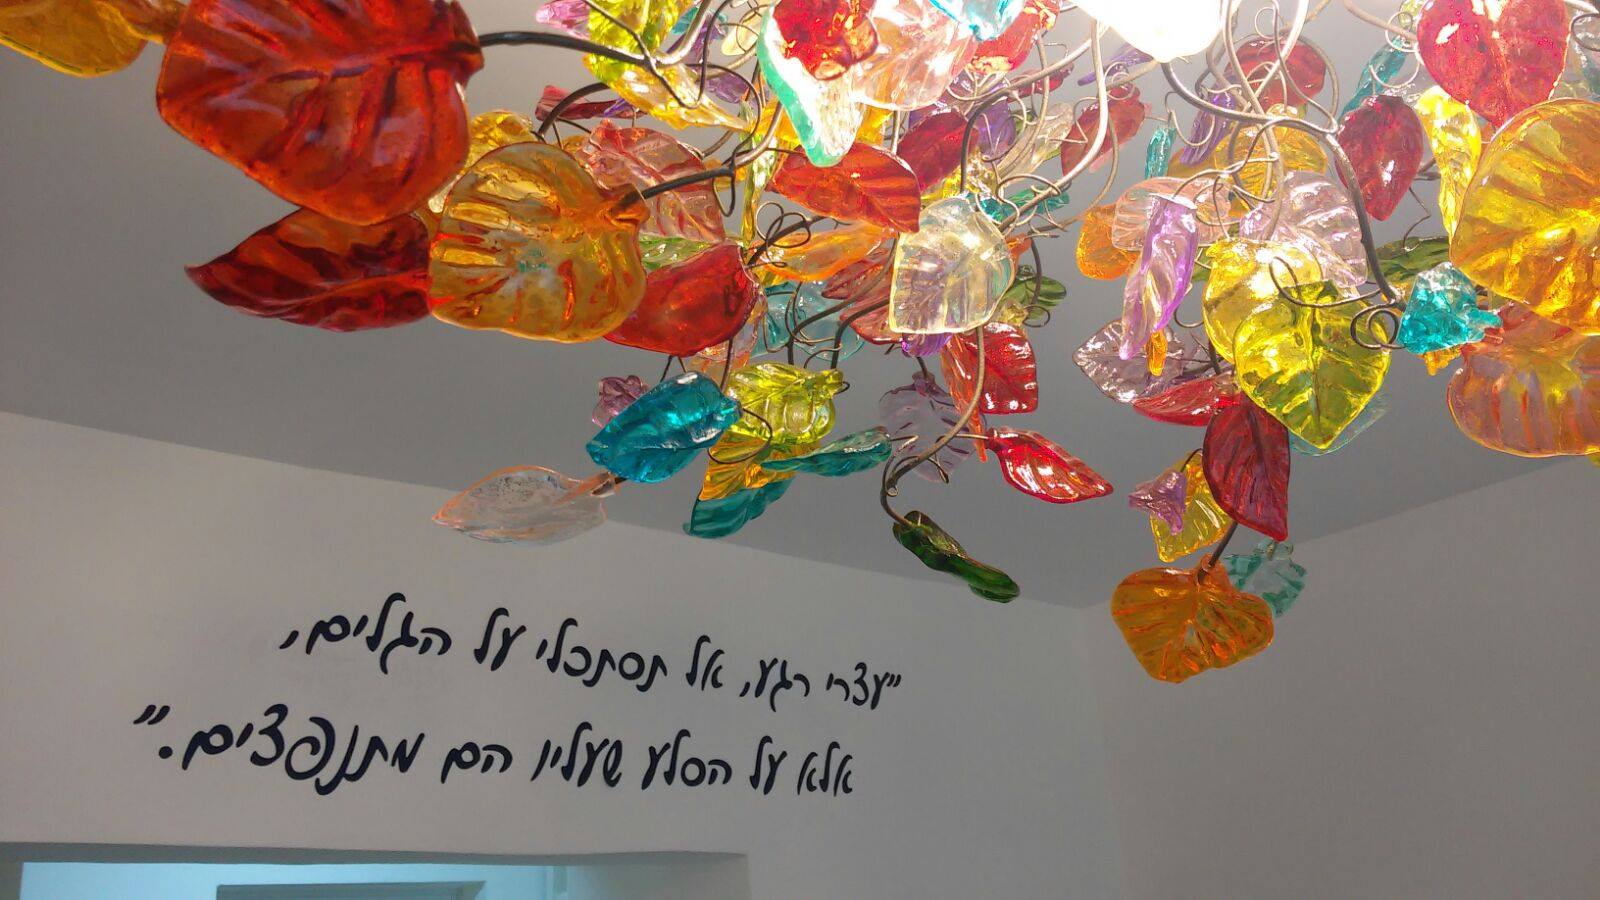 "עצרי רגע, אל תסתכלי על הגלים,
אלא על הסלע שעליו הם מתנפצים."